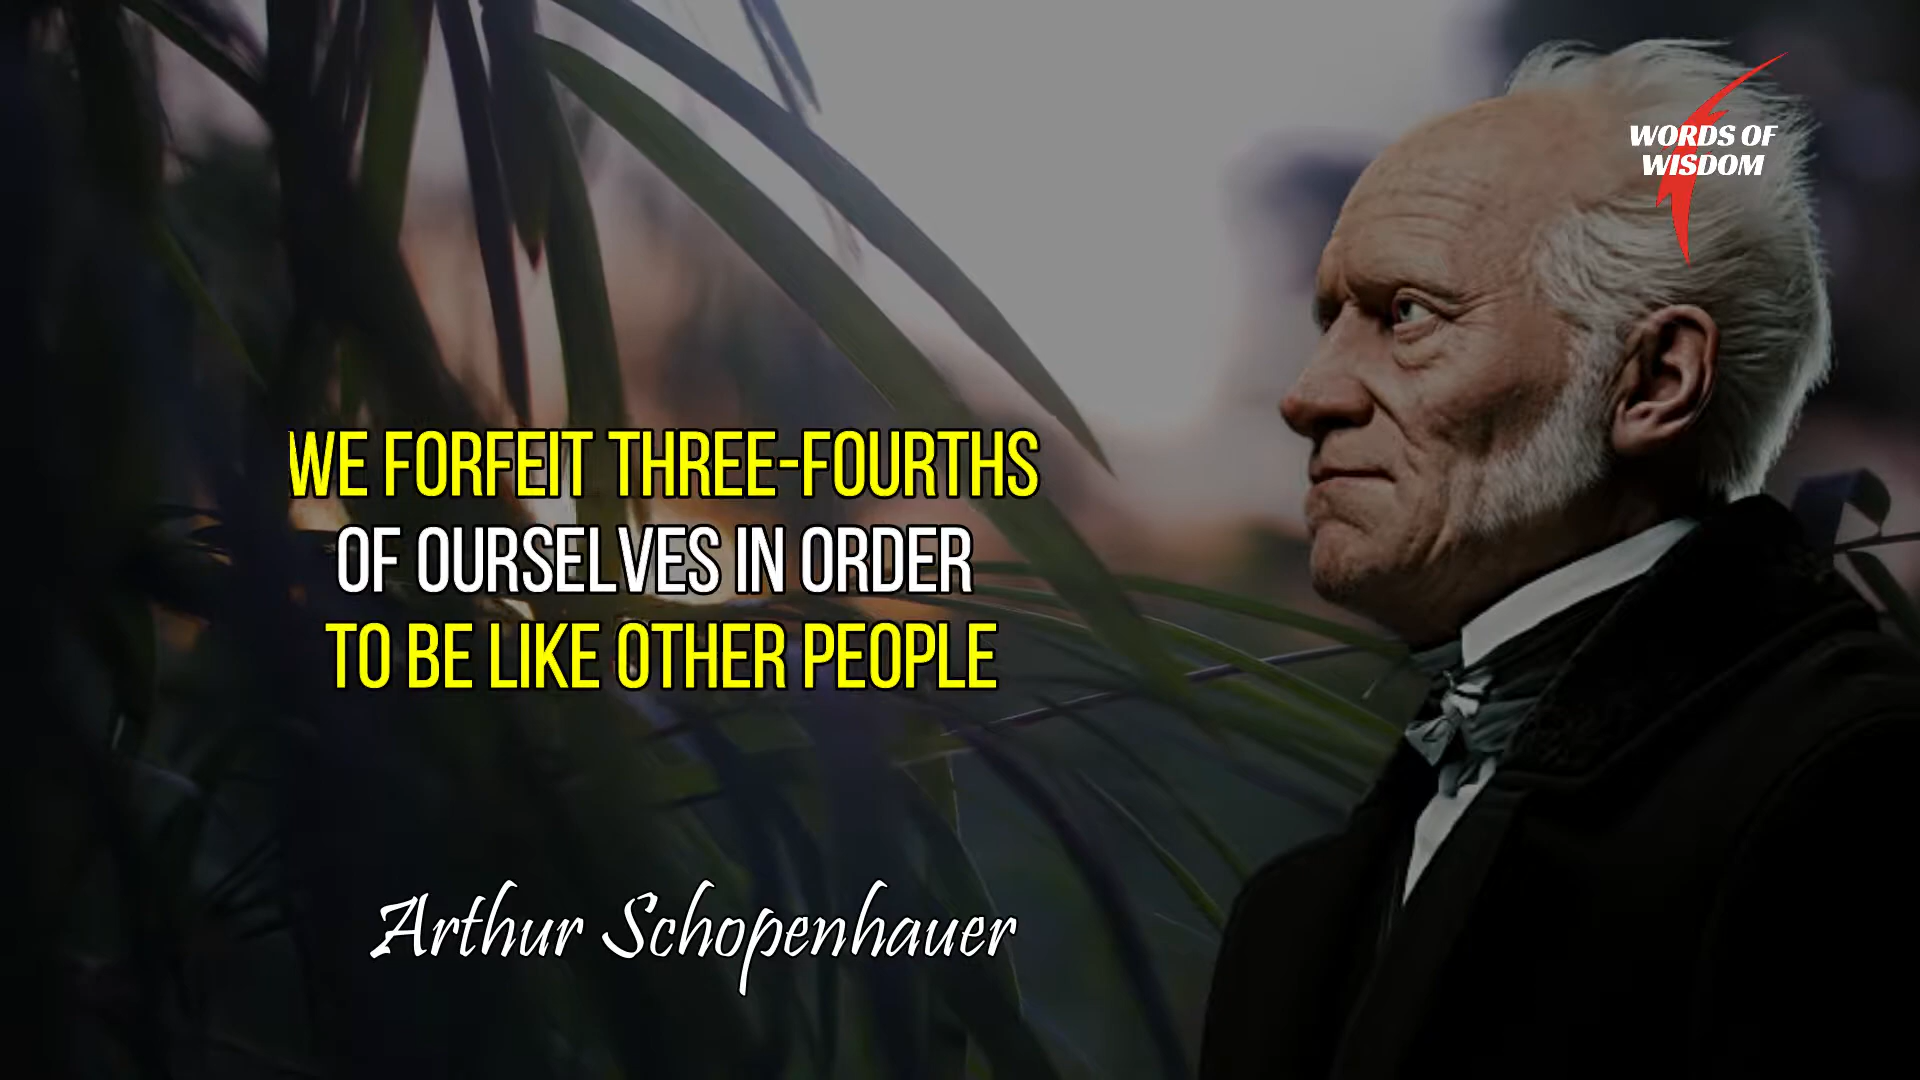 WORDS OF
WISDOM
WE FORFEIT THREE-FOURTHS
OF OURSELVES IN ORDER
TO BE LIKE OTHER PEOPLE
Arthur Schopenhauer